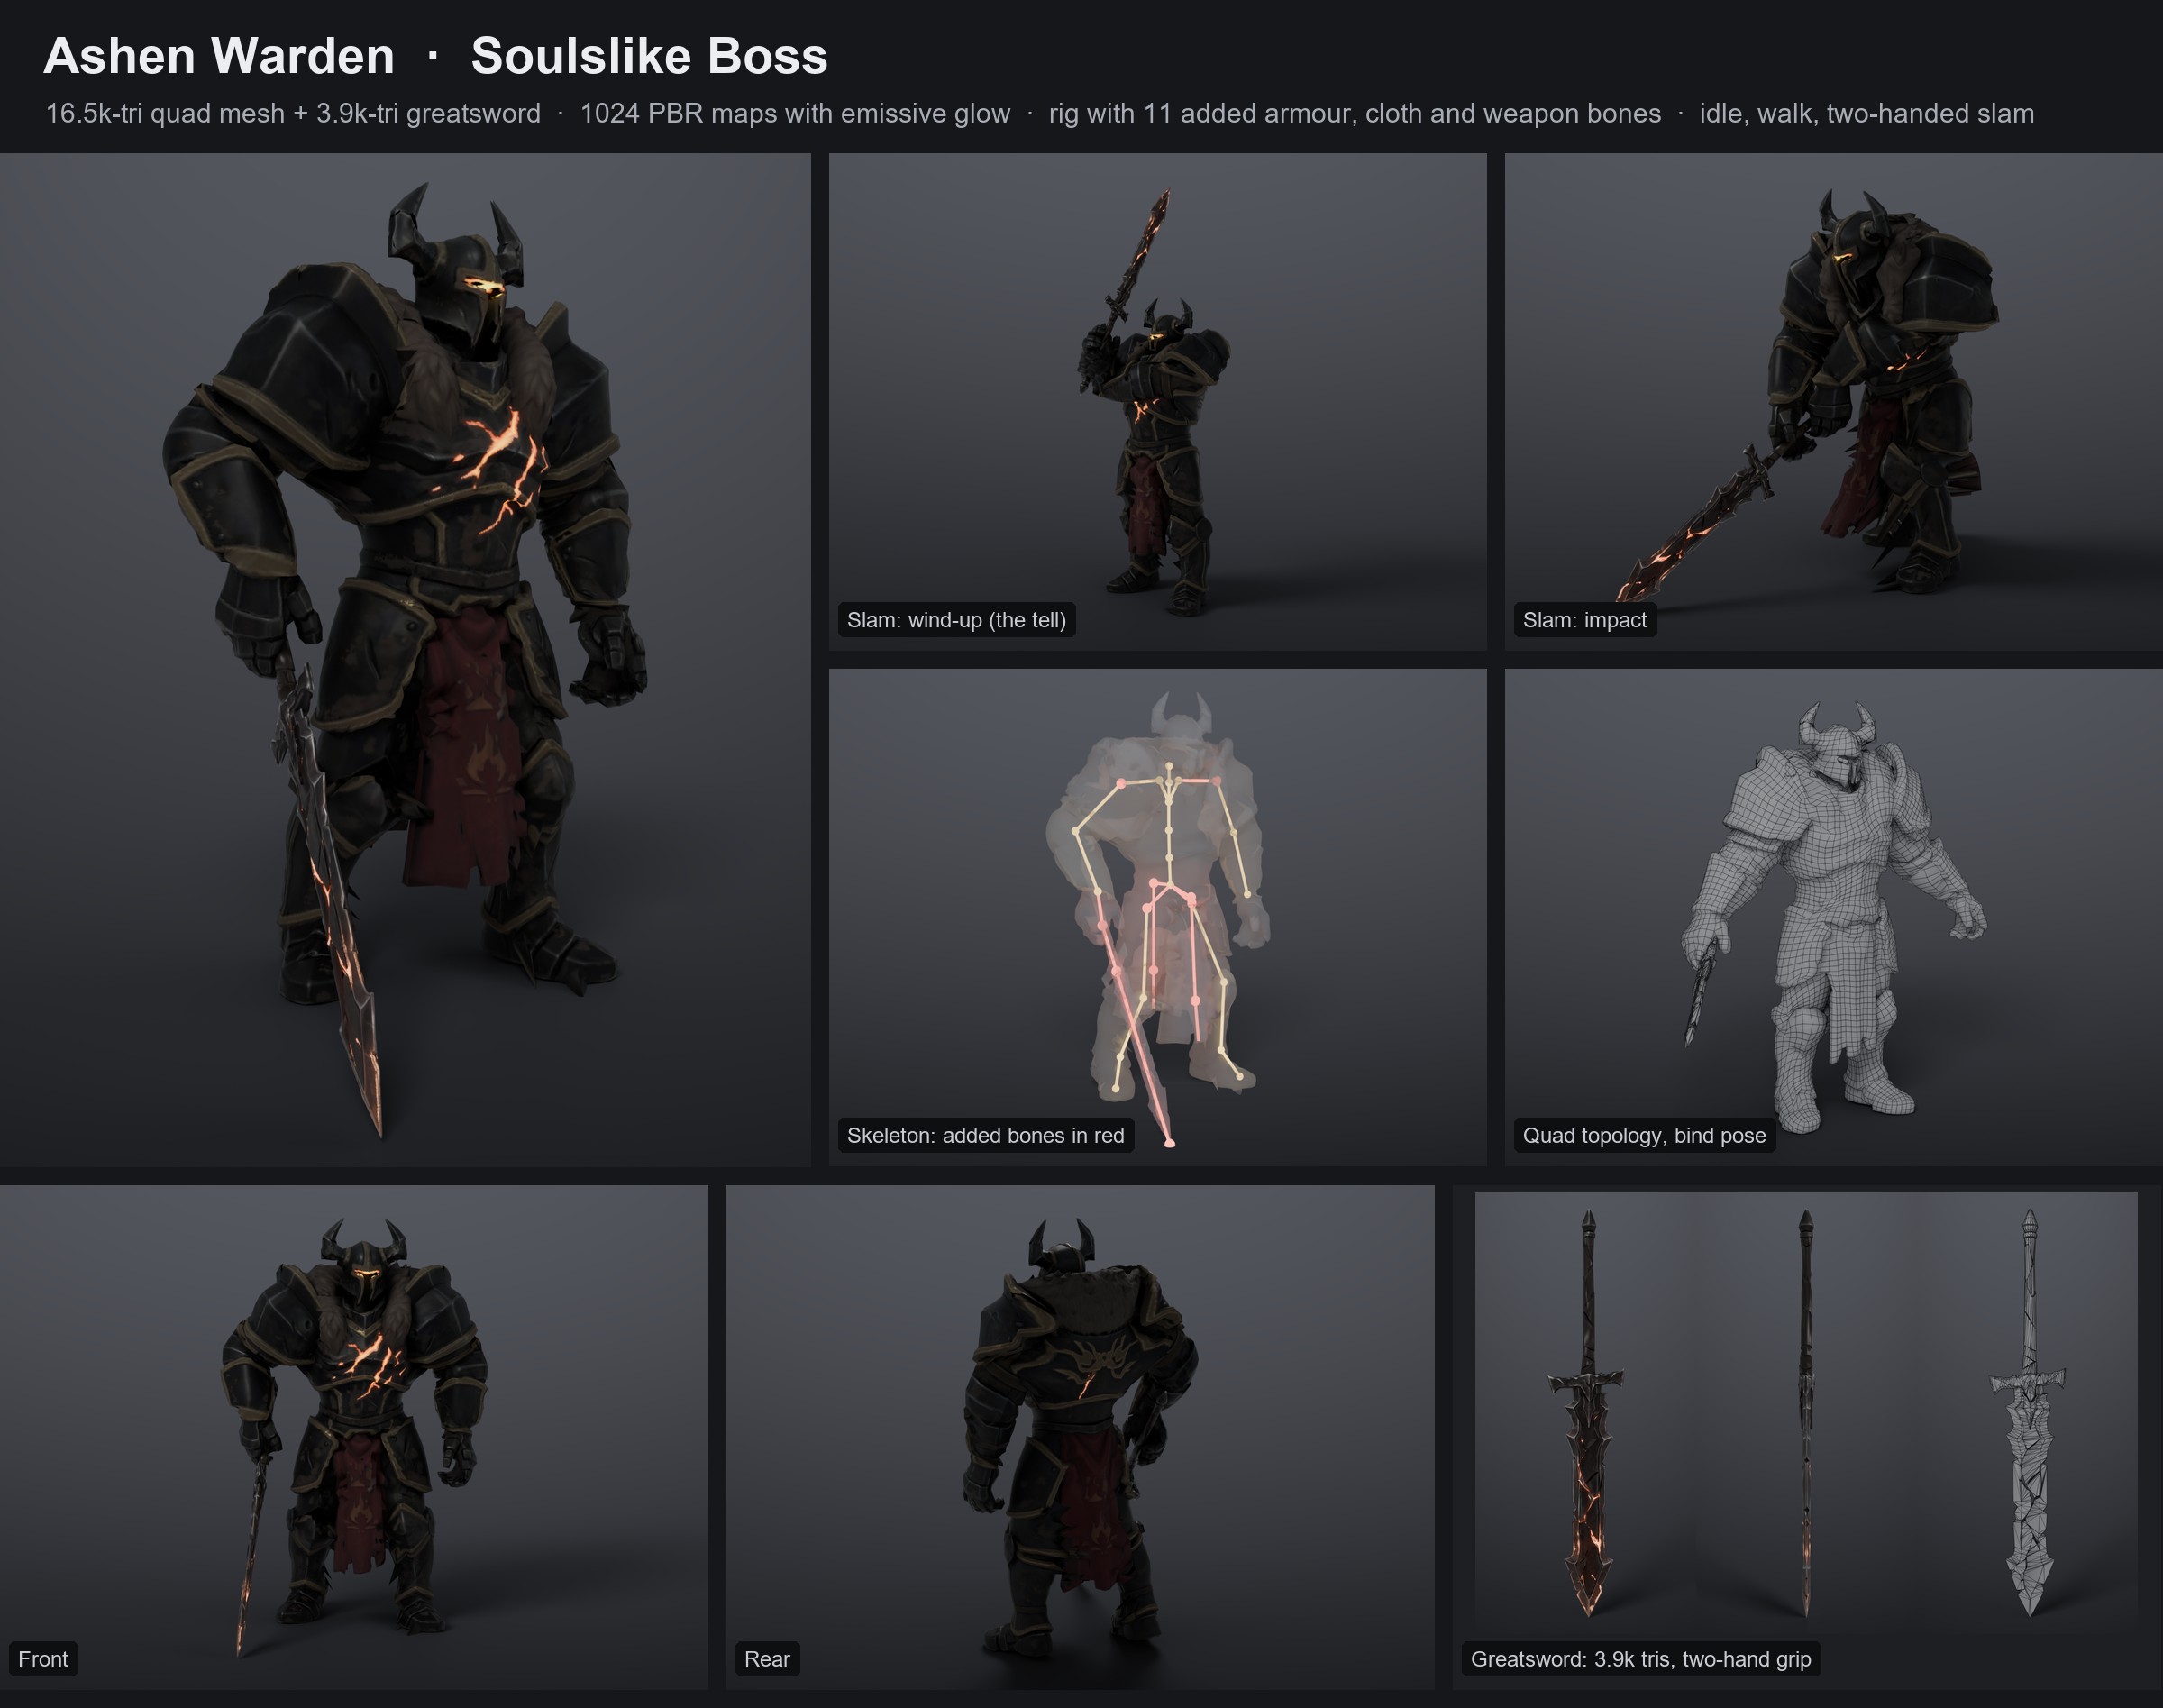 Ashen Warden · Soulslike Boss
16.5k-tri quad mesh + 3.9k-tri greatsword · 1024 PBR maps with emissive glow · rig with 11 added armour, cloth and weapon bones · idle, walk, two-handed slam
Slam: wind-up (the tell)
Slam: impact
Skeleton: added bones in red
Quad topology, bind pose
Front
Rear
Greatsword: 3.9k tris, two-hand grip